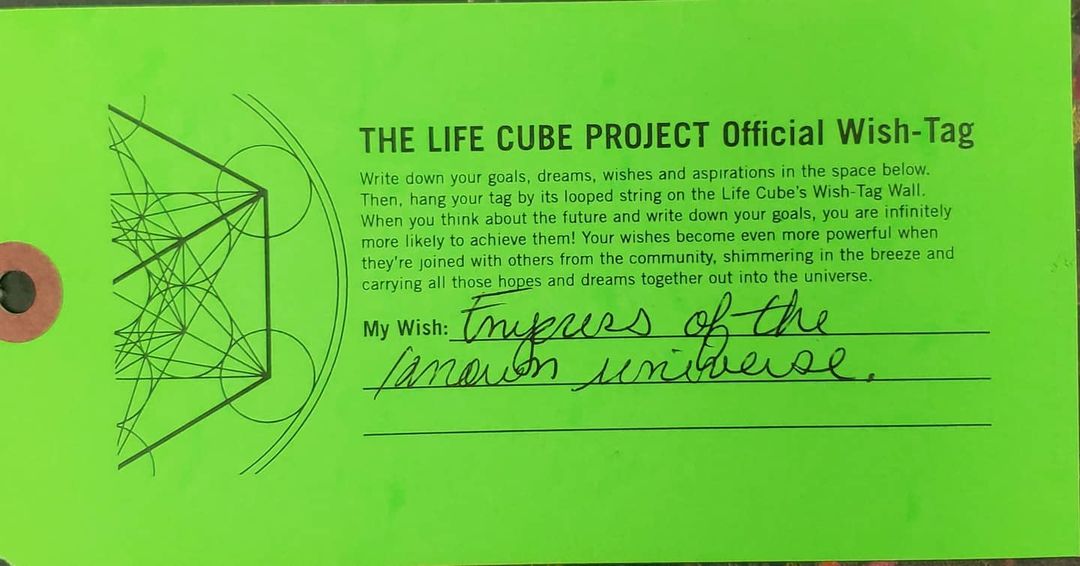 THE LIFE CUBE PROJECT Official Wish-Tag
Write down your goals, dreams, wishes and aspirations in the space below.
Then, hang your tag by its looped string on the Life Cube's Wish-Tag Wall.
When you think about the future and write down your goals, you are infinitely
more likely to achieve them! Your wishes become even more powerful when
they're joined with others from the community, shimmering in the breeze and
carrying all those hopes and dreams together out into the universe.
My Wish: Empress of the
known universe.